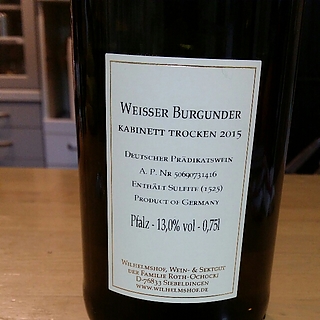 Weisser Burgunder
Kabinett trocken 2015
Deutscher Prädikatswein
A. P. Nr 50690731416
Enthält Sulfite (1525)
Product of Germany
Pfalz - 13,0% vol - 0,75l
Wilhelmshof, Wein- & Sektgut
der Familie Roth-Ochocki
D-76833 Siebeldingen
www.wilhelmshof.de